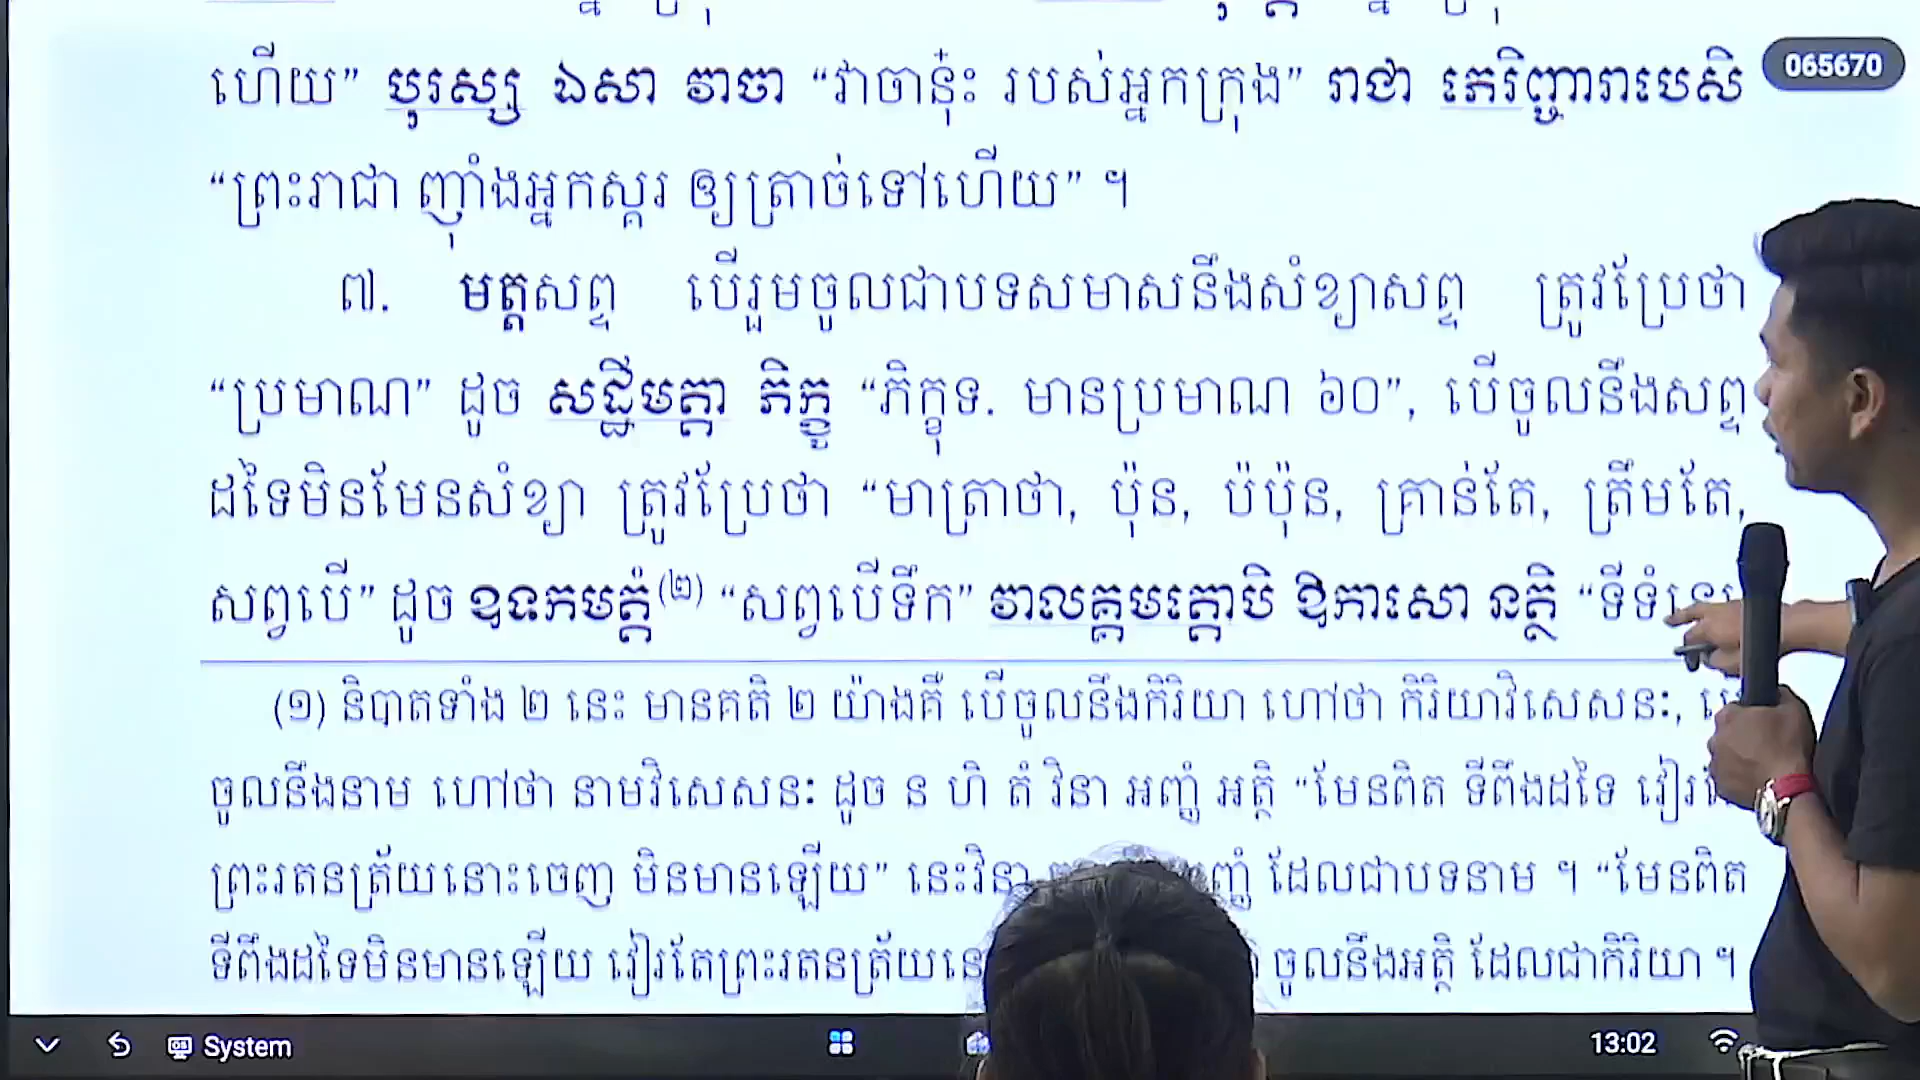 065670
ហើយ” បុរស្ស ឯសា វាចា “វាចានុ៎ះ របស់អ្នកក្រុង” រាជា ភេរិញ្ចារាបេសិ
“ព្រះរាជា ញ៉ាំងអ្នកស្គរ ឲ្យត្រាច់ទៅហើយ” ។
៧. មត្តសព្ទ បើរួមចូលជាបទសមាសនឹងសំខ្យាសព្ទ ត្រូវប្រែថា
“ប្រមាណ” ដូច សដ្ឋីមត្តា ភិក្ខូ “ភិក្ខុទ. មានប្រមាណ ៦០”, បើចូលនឹងសព្ទ
ដទៃមិនមែនសំខ្យា ត្រូវប្រែថា “មាត្រាថា, ប៉ុន, ប៉ប៉ុន, គ្រាន់តែ, ត្រឹមតែ,
សព្វបើ” ដូច ឧទកមត្តំ(២) “សព្វបើទឹក” វាលគ្គមត្តោបិ ឱកាសោ នត្ថិ “ទីទំនេ
(១) និបាតទាំង ២ នេះ មានគតិ ២ យ៉ាងគឺ បើចូលនឹងកិរិយា ហៅថា កិរិយាវិសេសនៈ,
ចូលនឹងនាម ហៅថា នាមវិសេសនៈ ដូច ន ហិ តំ វិនា អញ្ញំ អត្ថិ “មែនពិត ទីពឹងដទៃ វៀរ
ព្រះរតនត្រ័យនោះចេញ មិនមានឡើយ” នេះវិនា ដែលជាបទនាម ។ “មែនពិត
ទីពឹងដទៃមិនមានឡើយ វៀរតែព្រះរតនត្រ័យ ចូលនឹងអត្ថិ ដែលជាកិរិយា ។
System 13:02